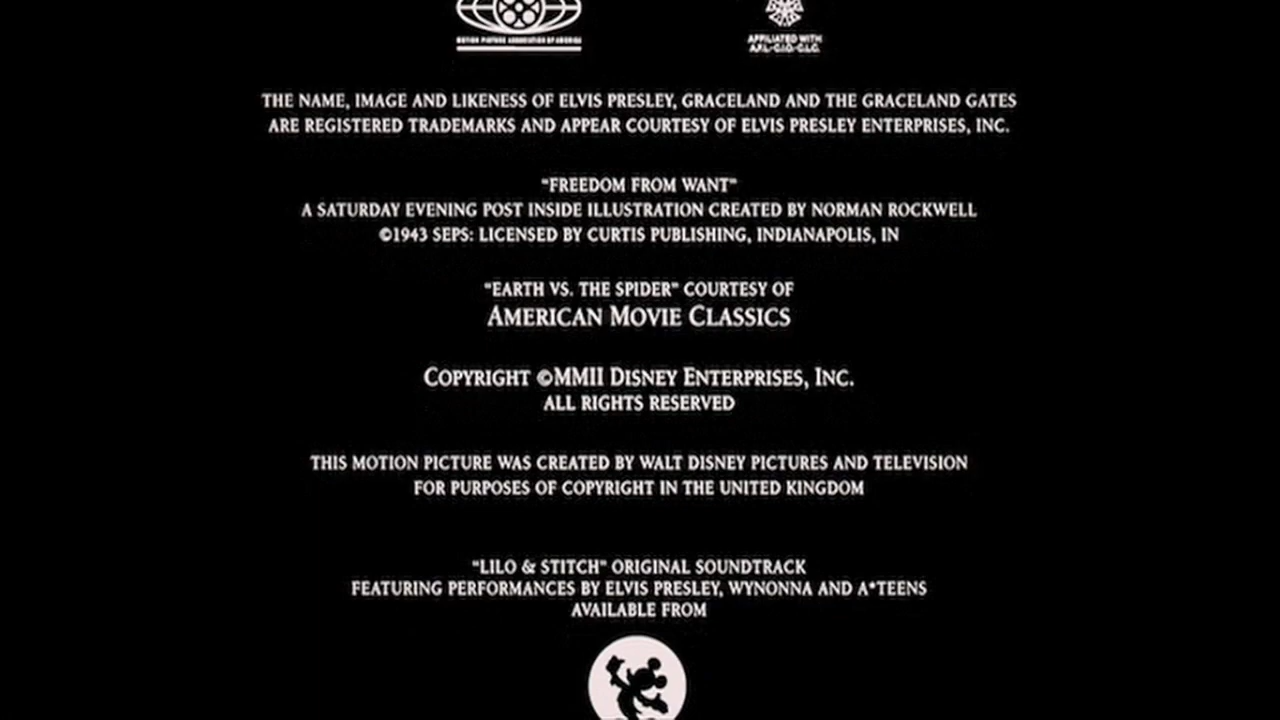 MOTION PICTURE ASSOCIATION OF AMERICA
AFFILIATED WITH
A.F.L.-C.I.O.-C.L.C.
THE NAME, IMAGE AND LIKENESS OF ELVIS PRESLEY, GRACELAND AND THE GRACELAND GATES
ARE REGISTERED TRADEMARKS AND APPEAR COURTESY OF ELVIS PRESLEY ENTERPRISES, INC.
"FREEDOM FROM WANT"
A SATURDAY EVENING POST INSIDE ILLUSTRATION CREATED BY NORMAN ROCKWELL
©1943 SEPS: LICENSED BY CURTIS PUBLISHING, INDIANAPOLIS, IN
"EARTH VS. THE SPIDER" COURTESY OF
AMERICAN MOVIE CLASSICS
COPYRIGHT ©MMII DISNEY ENTERPRISES, INC.
ALL RIGHTS RESERVED
THIS MOTION PICTURE WAS CREATED BY WALT DISNEY PICTURES AND TELEVISION
FOR PURPOSES OF COPYRIGHT IN THE UNITED KINGDOM
"LILO & STITCH" ORIGINAL SOUNDTRACK
FEATURING PERFORMANCES BY ELVIS PRESLEY, WYNONNA AND A*TEENS
AVAILABLE FROM